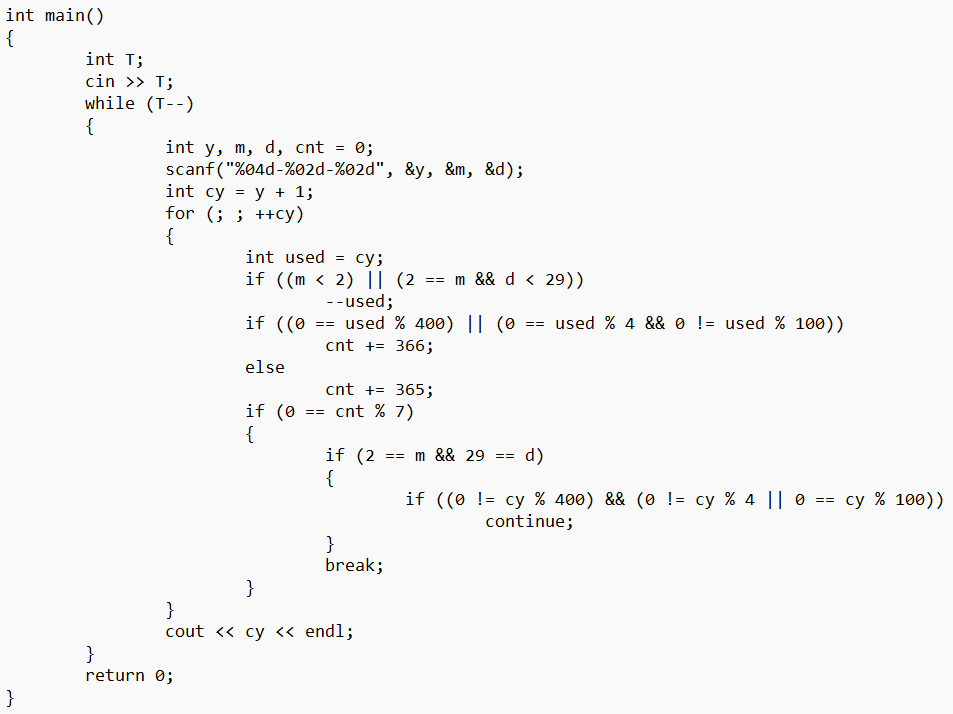 int main()
{
        int T;
        cin >> T;
        while (T--)
        {
                int y, m, d, cnt = 0;
                scanf("%04d-%02d-%02d", &y, &m, &d);
                int cy = y + 1;
                for (; ; ++cy)
                {
                        int used = cy;
                        if ((m < 2) || (2 == m && d < 29))
                                --used;
                        if ((0 == used % 400) || (0 == used % 4 && 0 != used % 100))
                                cnt += 366;
                        else
                                cnt += 365;
                        if (0 == cnt % 7)
                        {
                                if (2 == m && 29 == d)
                                {
                                        if ((0 != cy % 400) && (0 != cy % 4 || 0 == cy % 100))
                                                continue;
                                }
                                break;
                        }
                }
                cout << cy << endl;
        }
        return 0;
}